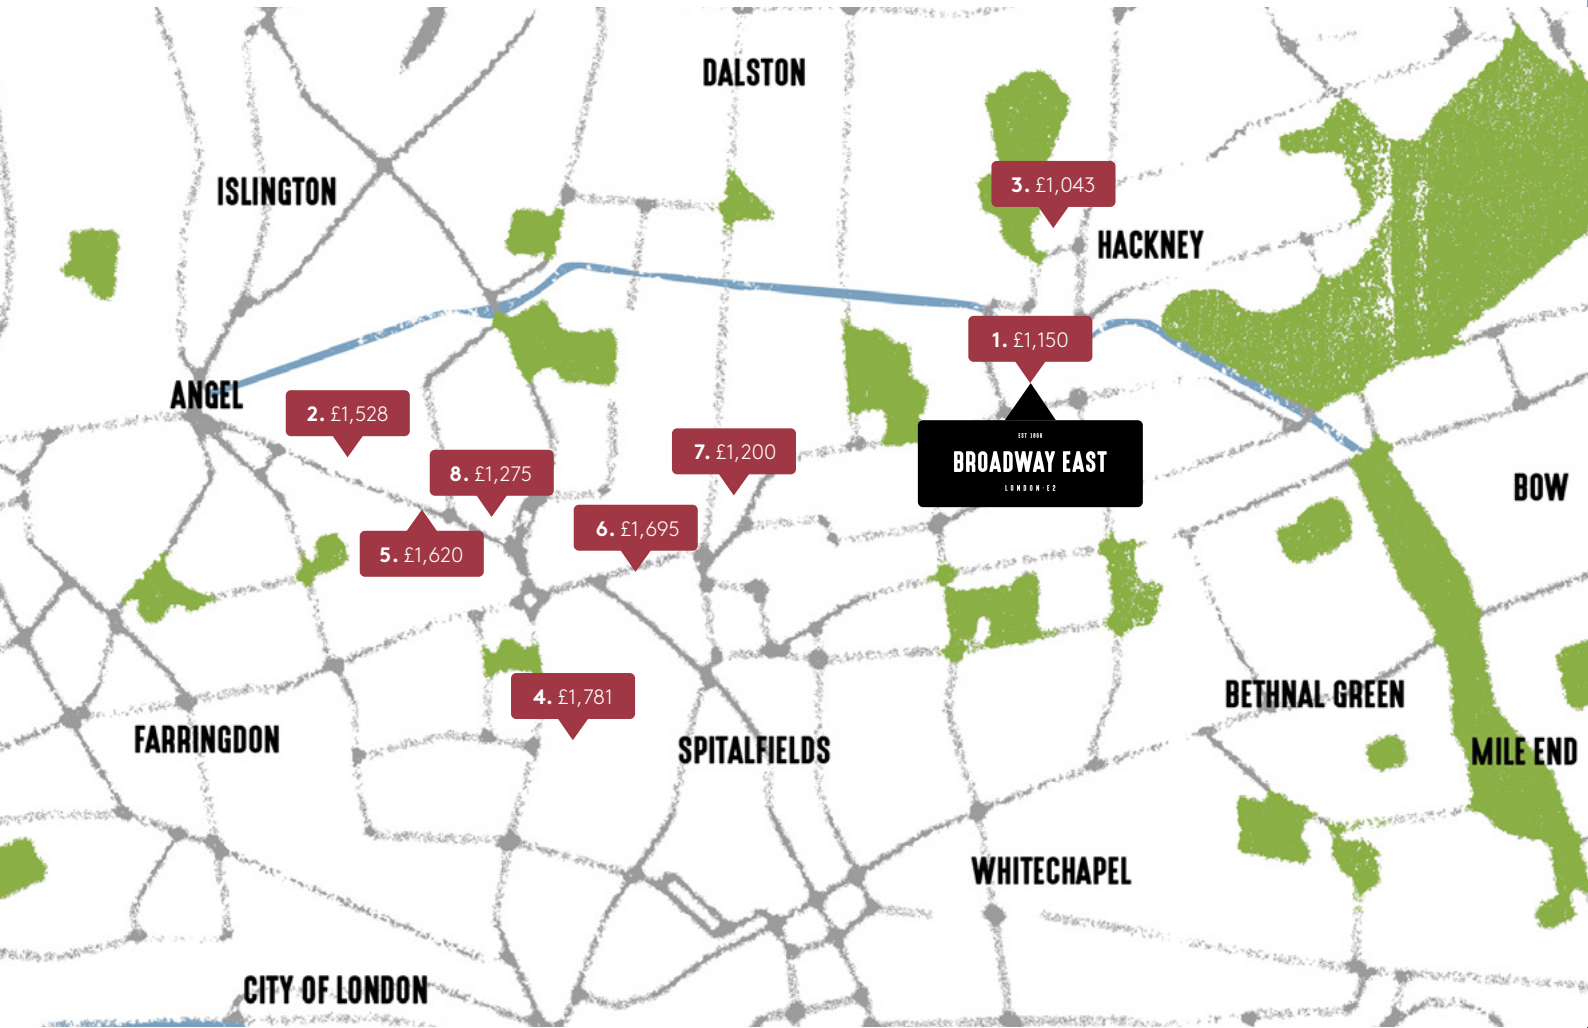 DALSTON
ISLINGTON
3. £1,043
HACKNEY
1. £1,150
ANGEL
2. £1,528
EST 1866
BROADWAY EAST
LONDON·E2
7. £1,200
8. £1,275
BOW
6. £1,695
5. £1,620
4. £1,781
BETHNAL GREEN
FARRINGDON
SPITALFIELDS
MILE END
WHITECHAPEL
CITY OF LONDON